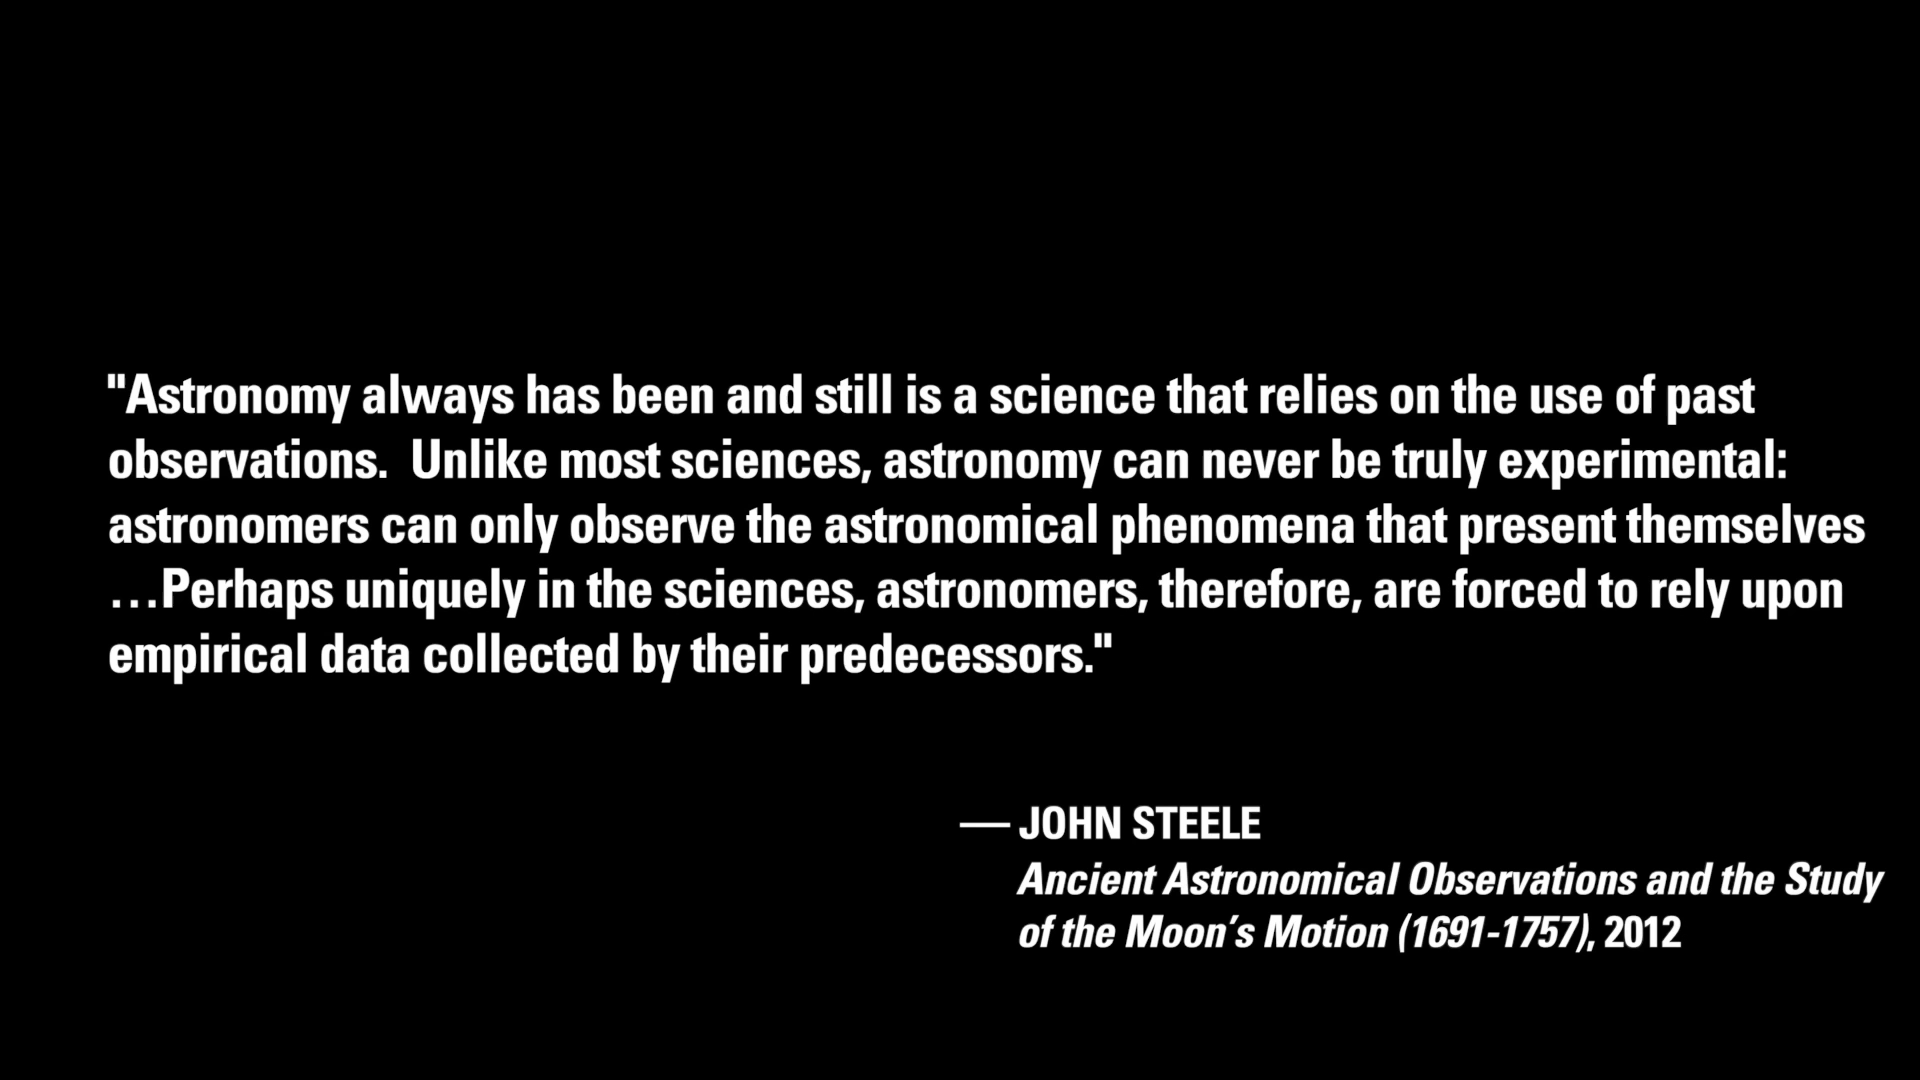 "Astronomy always has been and still is a science that relies on the use of past
observations.  Unlike most sciences, astronomy can never be truly experimental:
astronomers can only observe the astronomical phenomena that present themselves
…Perhaps uniquely in the sciences, astronomers, therefore, are forced to rely upon
empirical data collected by their predecessors."
— JOHN STEELE
Ancient Astronomical Observations and the Study
of the Moon’s Motion (1691-1757), 2012